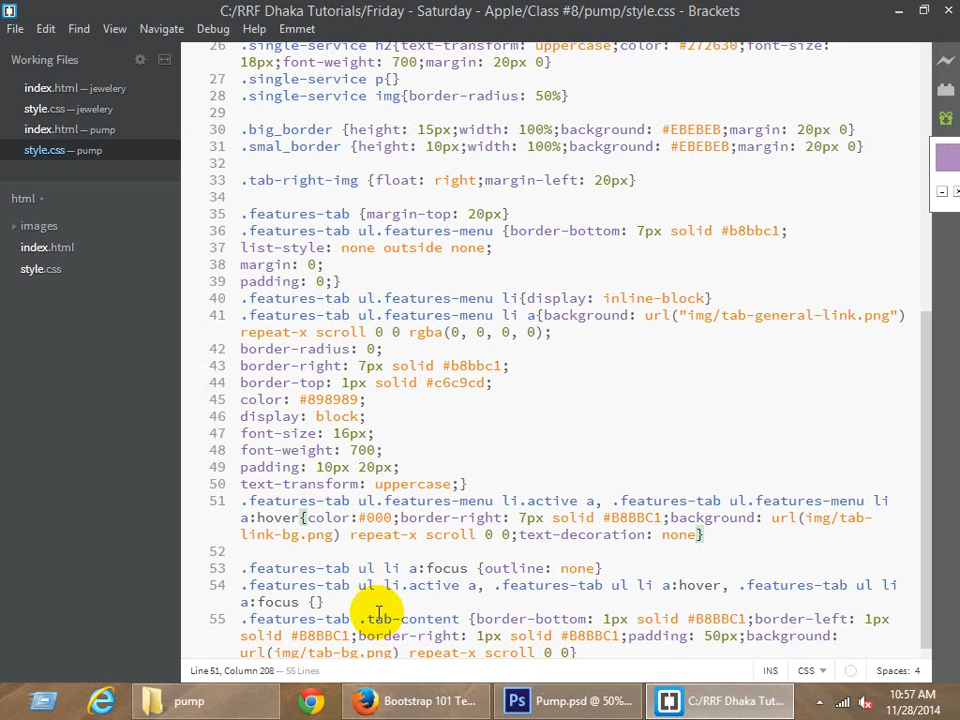 C:/RRF Dhaka Tutorials/Friday - Saturday - Apple/Class #8/pump/style.css - Brackets
File Edit Find View Navigate Debug Help Emmet
Working Files
index.html — jewelery
style.css — jewelery
index.html — pump
style.css — pump
html
images
index.html
style.css
26 .single-service h2{text-transform: uppercase;color: #272630;font-size:
18px;font-weight: 700;margin: 20px 0}
27 .single-service p{}
28 .single-service img{border-radius: 50%}
29
30 .big_border {height: 15px;width: 100%;background: #EBEBEB;margin: 20px 0}
31 .smal_border {height: 10px;width: 100%;background: #EBEBEB;margin: 20px 0}
32
33 .tab-right-img {float: right;margin-left: 20px}
34
35 .features-tab {margin-top: 20px}
36 .features-tab ul.features-menu {border-bottom: 7px solid #b8bbc1;
37 list-style: none outside none;
38 margin: 0;
39 padding: 0;}
40 .features-tab ul.features-menu li{display: inline-block}
41 .features-tab ul.features-menu li a{background: url("img/tab-general-link.png")
repeat-x scroll 0 0 rgba(0, 0, 0, 0);
42 border-radius: 0;
43 border-right: 7px solid #b8bbc1;
44 border-top: 1px solid #c6c9cd;
45 color: #898989;
46 display: block;
47 font-size: 16px;
48 font-weight: 700;
49 padding: 10px 20px;
50 text-transform: uppercase;}
51 .features-tab ul.features-menu li.active a, .features-tab ul.features-menu li
a:hover{color:#000;border-right: 7px solid #B8BBC1;background: url(img/tab-
link-bg.png) repeat-x scroll 0 0;text-decoration: none}
52
53 .features-tab ul li a:focus {outline: none}
54 .features-tab ul li.active a, .features-tab ul li a:hover, .features-tab ul li
a:focus {}
55 .features-tab .tab-content {border-bottom: 1px solid #B8BBC1;border-left: 1px
solid #B8BBC1;border-right: 1px solid #B8BBC1;padding: 50px;background:
url(img/tab-bg.png) repeat-x scroll 0 0}
Line 51, Column 208 — 55 Lines
INS CSS Spaces: 4
pump
Bootstrap 101 Te...
Ps Pump.psd @ 50%...
C:/RRF Dhaka Tut...
10:57 AM
11/28/2014